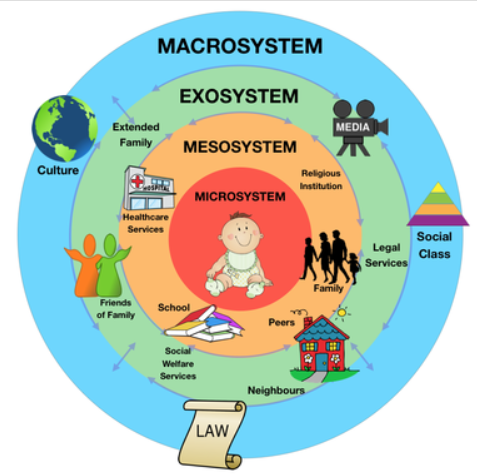 MACROSYSTEM
EXOSYSTEM
MEDIA
Extended
Family
MESOSYSTEM
Culture
Religious
Institution
HOSPITAL
MICROSYSTEM
Healthcare
Services
Social
Class
Legal
Services
Family
Friends
of Family
School
Peers
Social
Welfare
Services
Neighbours
LAW